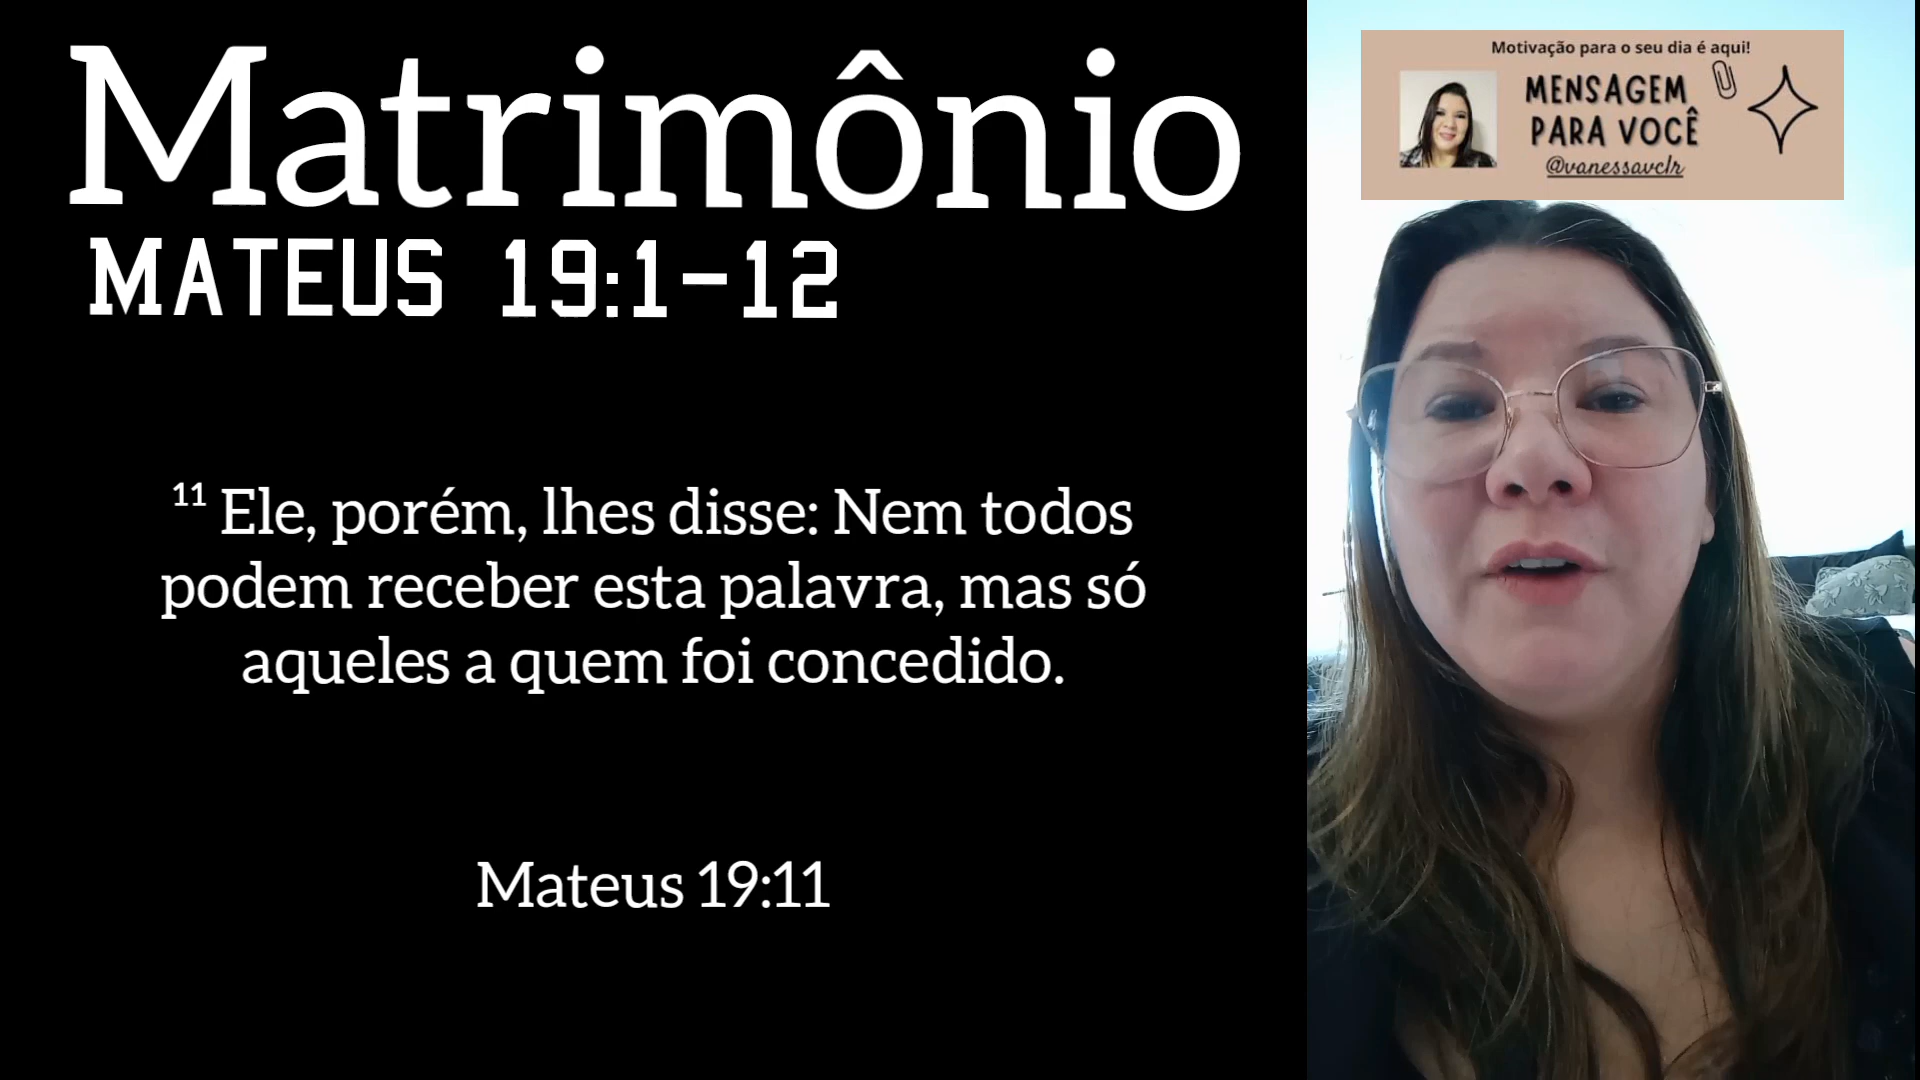 Matrimônio
MATEUS 19:1-12
¹¹ Ele, porém, lhes disse: Nem todos
podem receber esta palavra, mas só
aqueles a quem foi concedido.
Mateus 19:11
Motivação para o seu dia é aqui!
MENSAGEM
PARA VOCÊ
@vanessavclr